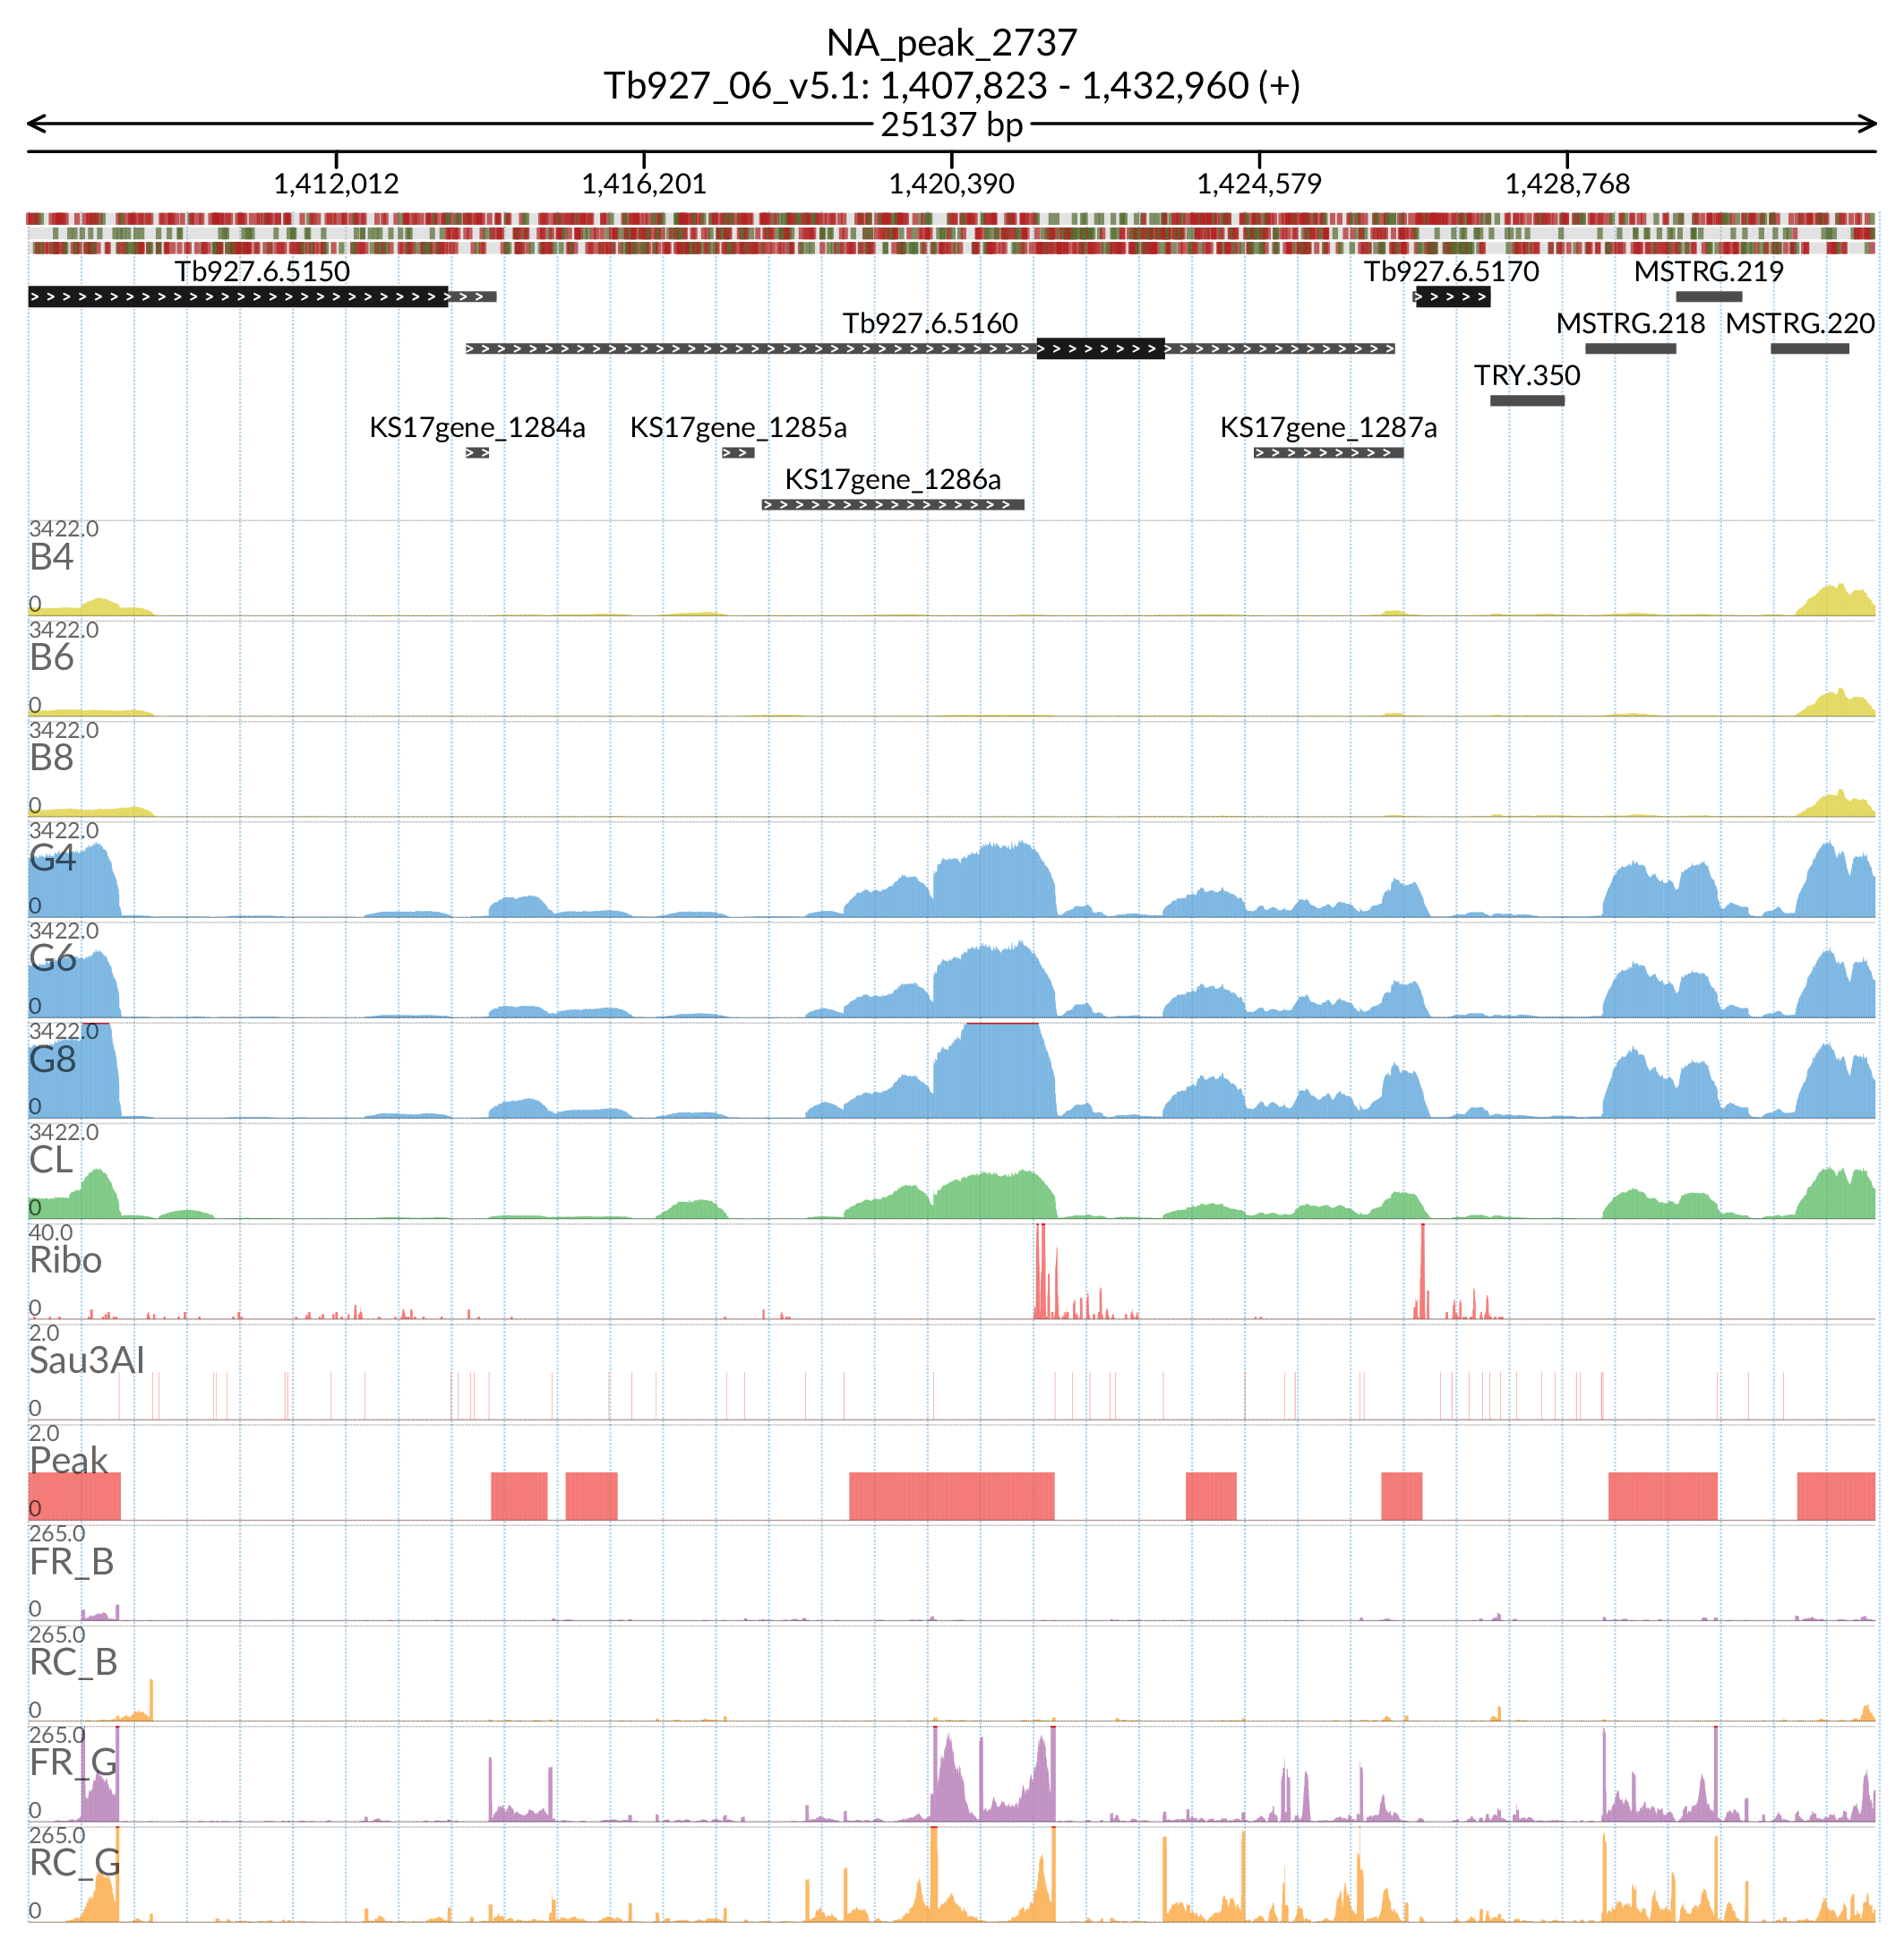 NA_peak_2737
Tb927_06_v5.1: 1,407,823 - 1,432,960 (+)
25137 bp
1,412,012 1,416,201 1,420,390 1,424,579 1,428,768
Tb927.6.5150 Tb927.6.5170 MSTRG.219
Tb927.6.5160 MSTRG.218 MSTRG.220
TRY.350
KS17gene_1284a KS17gene_1285a KS17gene_1287a
KS17gene_1286a
3422.0
B4
0
3422.0
B6
0
3422.0
B8
0
3422.0
G4
0
3422.0
G6
0
3422.0
G8
0
3422.0
CL
0
40.0
Ribo
0
2.0
Sau3AI
0
2.0
Peak
0
265.0
FR_B
0
265.0
RC_B
0
265.0
FR_G
0
265.0
RC_G
0